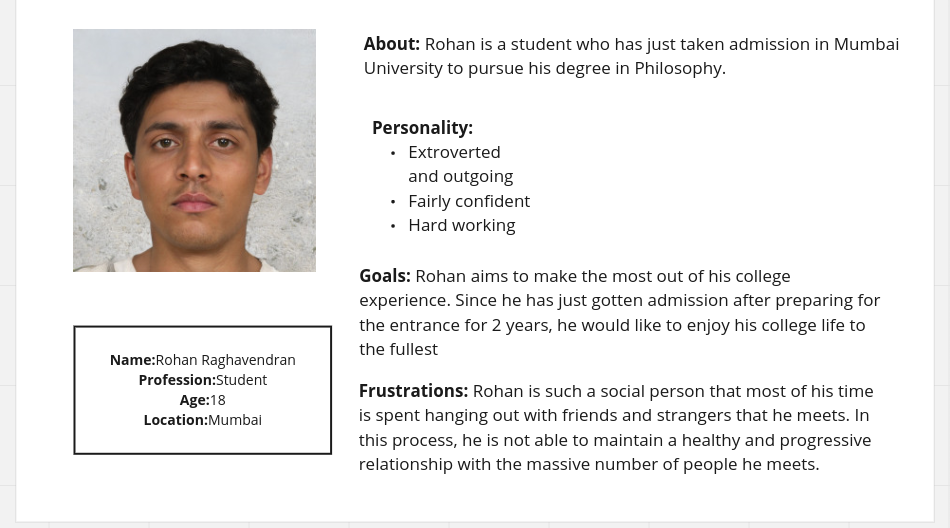 About: Rohan is a student who has just taken admission in Mumbai
University to pursue his degree in Philosophy.
Personality:
• Extroverted
and outgoing
• Fairly confident
• Hard working
Goals: Rohan aims to make the most out of his college
experience. Since he has just gotten admission after preparing for
the entrance for 2 years, he would like to enjoy his college life to
the fullest
Frustrations: Rohan is such a social person that most of his time
is spent hanging out with friends and strangers that he meets. In
this process, he is not able to maintain a healthy and progressive
relationship with the massive number of people he meets.
Name:Rohan Raghavendran
Profession:Student
Age:18
Location:Mumbai